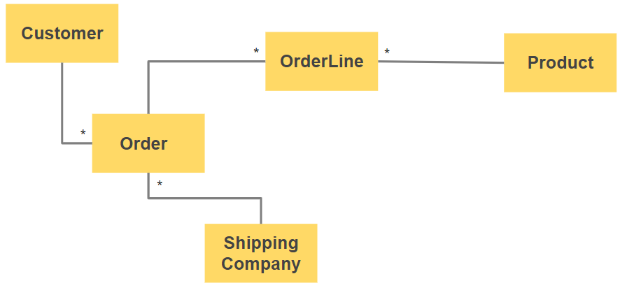 Customer
*
OrderLine
*
Product
*
Order
*
Shipping
Company